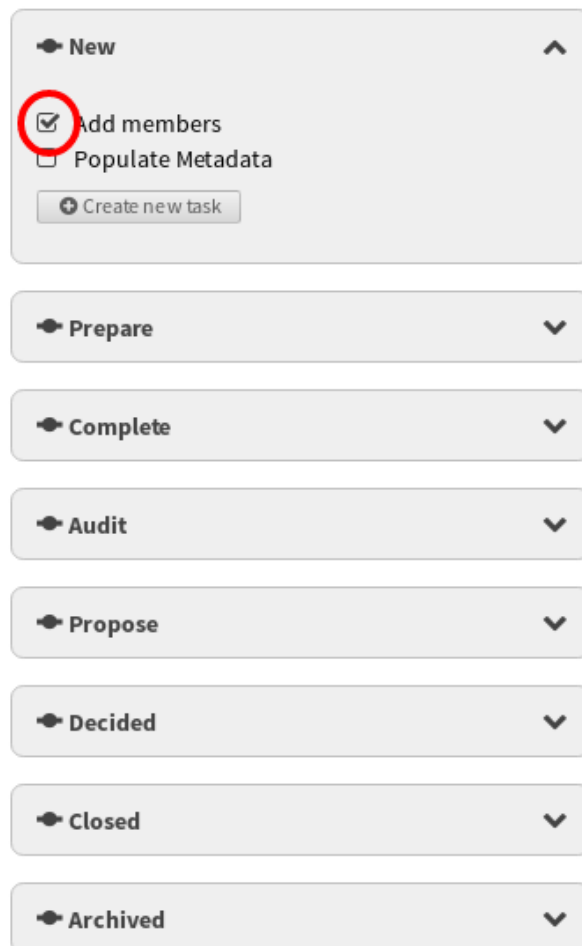 New
Add members
Populate Metadata
Create new task
Prepare
Complete
Audit
Propose
Decided
Closed
Archived